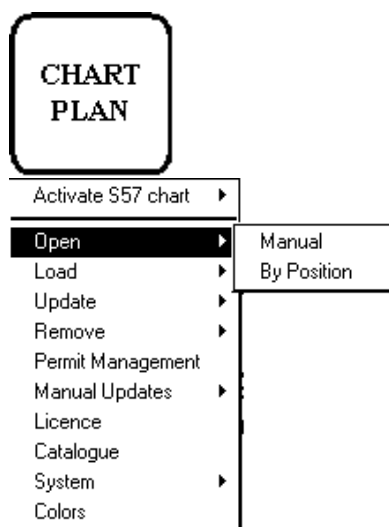 CHART
PLAN
Activate S57 chart
Open
Manual
Load
By Position
Update
Remove
Permit Management
Manual Updates
Licence
Catalogue
System
Colors